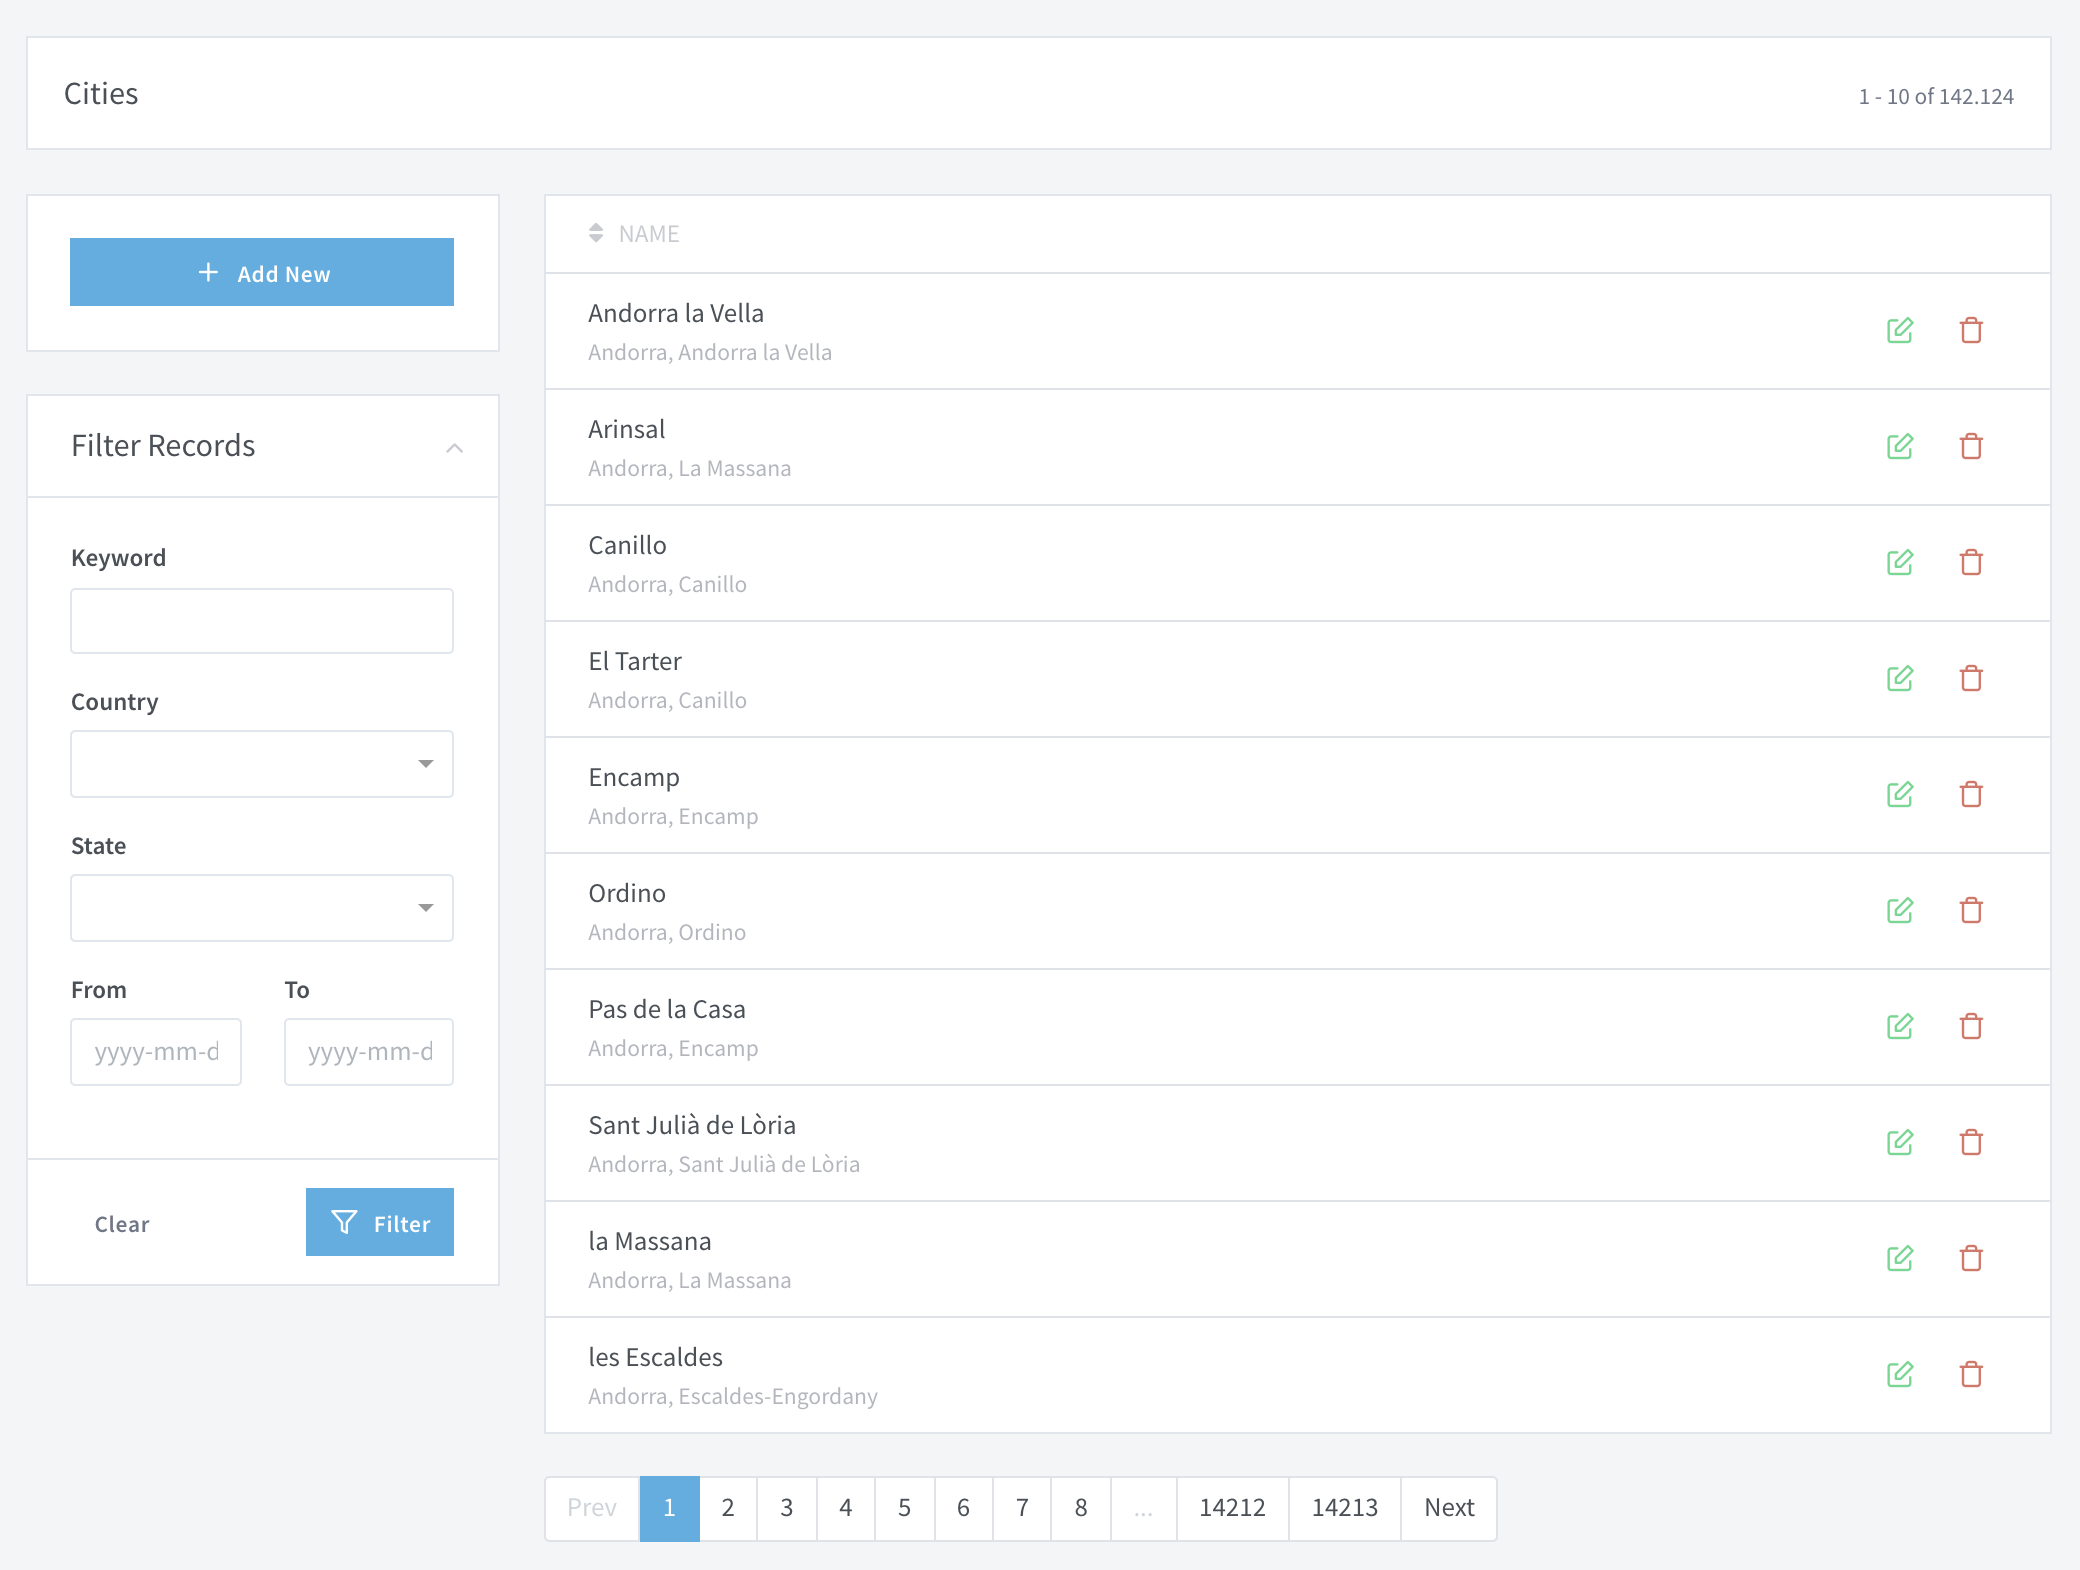 Cities
1 - 10 of 142.124
Add New
Filter Records
Keyword
Country
State
From
To
yyyy-mm-d
yyyy-mm-d
Clear
Filter
NAME
Andorra la Vella
Andorra, Andorra la Vella
Arinsal
Andorra, La Massana
Canillo
Andorra, Canillo
El Tarter
Andorra, Canillo
Encamp
Andorra, Encamp
Ordino
Andorra, Ordino
Pas de la Casa
Andorra, Encamp
Sant Julià de Lòria
Andorra, Sant Julià de Lòria
la Massana
Andorra, La Massana
les Escaldes
Andorra, Escaldes-Engordany
Prev 1 2 3 4 5 6 7 8 ... 14212 14213 Next